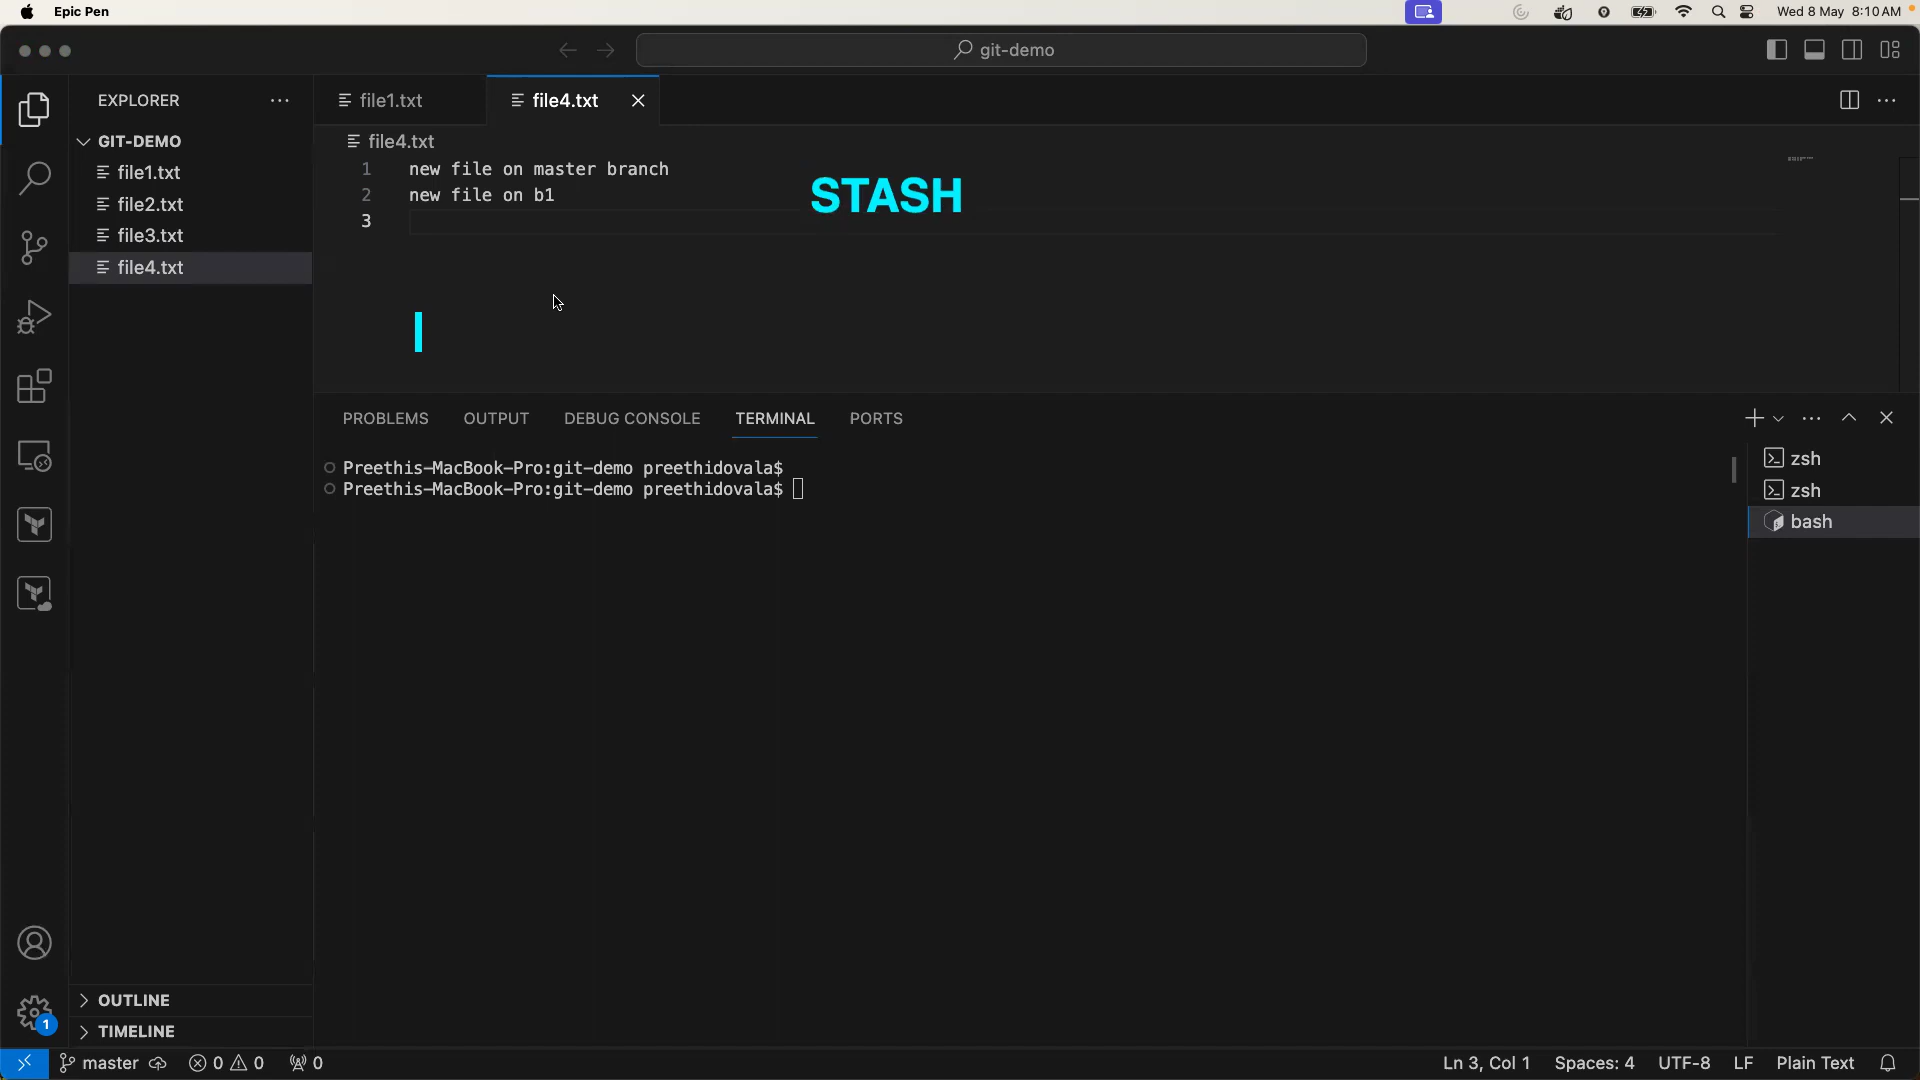 Epic Pen
Wed 8 May 8:10 AM
git-demo
EXPLORER
GIT-DEMO
file1.txt
file2.txt
file3.txt
file4.txt
OUTLINE
TIMELINE
file1.txt
file4.txt
file4.txt
1 new file on master branch
2 new file on b1
3
STASH
PROBLEMS OUTPUT DEBUG CONSOLE TERMINAL PORTS
Preethis-MacBook-Pro:git-demo preethidovala$
Preethis-MacBook-Pro:git-demo preethidovala$
zsh
zsh
bash
1
master 0 0 0
Ln 3, Col 1 Spaces: 4 UTF-8 LF Plain Text